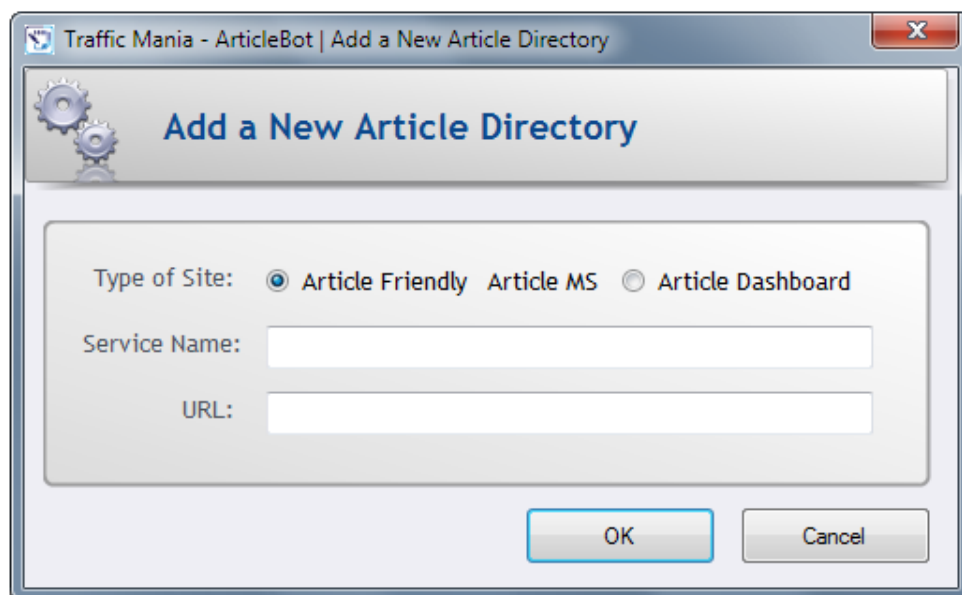 Traffic Mania - ArticleBot | Add a New Article Directory
Add a New Article Directory
Type of Site: Article Friendly Article MS Article Dashboard
Service Name:
URL:
OK Cancel